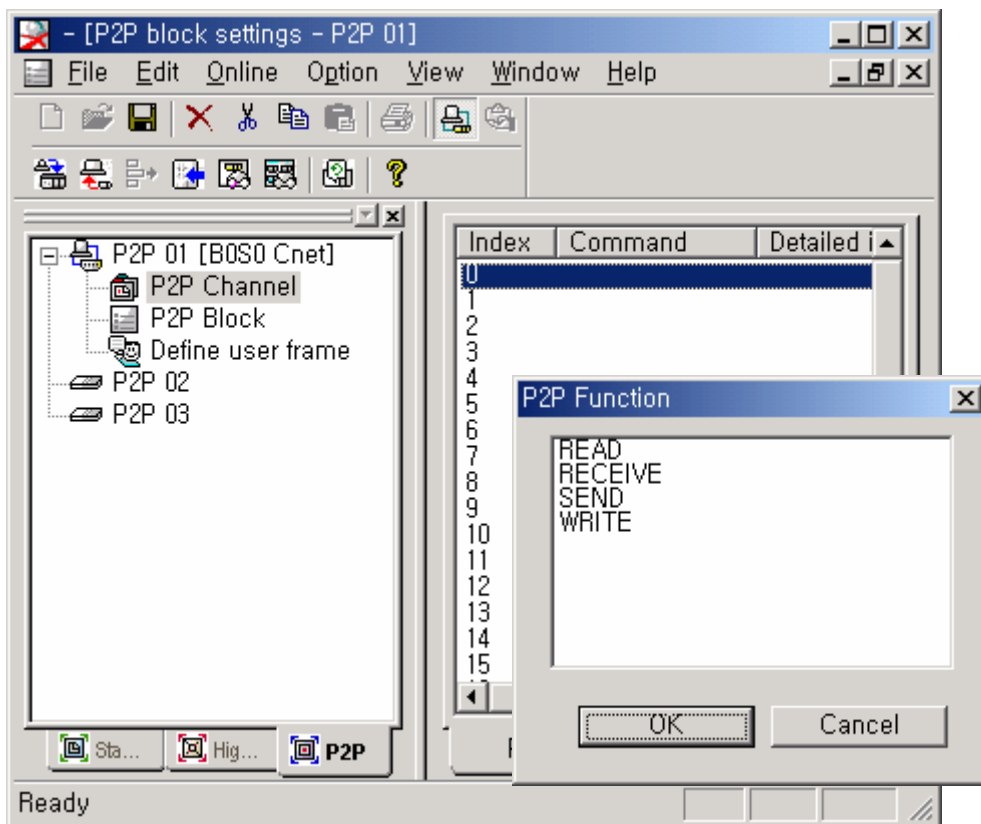 - [P2P block settings - P2P 01]
File Edit Online Option View Window Help
P2P 01 [B0S0 Cnet]
P2P Channel
P2P Block
Define user frame
P2P 02
P2P 03
Sta... Hig... P2P
Index Command Detailed i
0
1
2
3
4
5
6
7
8
9
10
11
12
13
14
15
P2P Function
READ
RECEIVE
SEND
WRITE
OK Cancel
Ready